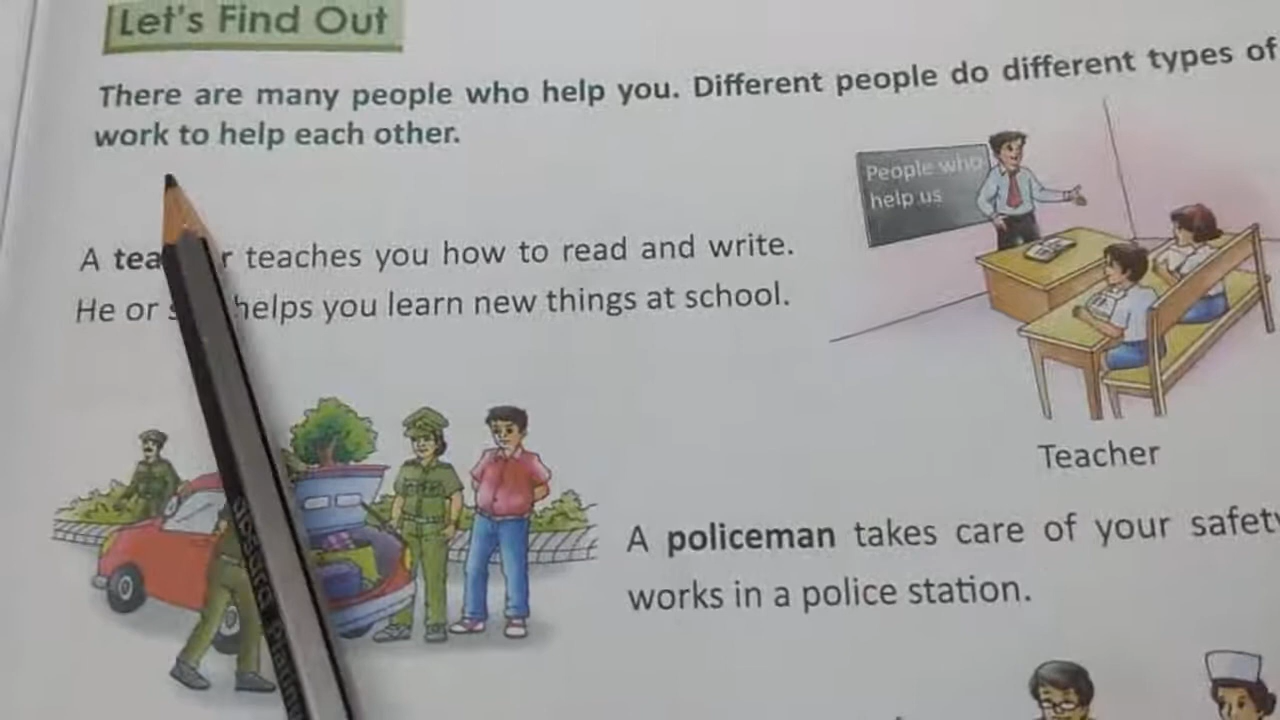 Let's Find Out
There are many people who help you. Different people do different types of
work to help each other.
People who
help us
A teaches you how to read and write.
He or helps you learn new things at school.
Teacher
A policeman takes care of your safety
works in a police station.